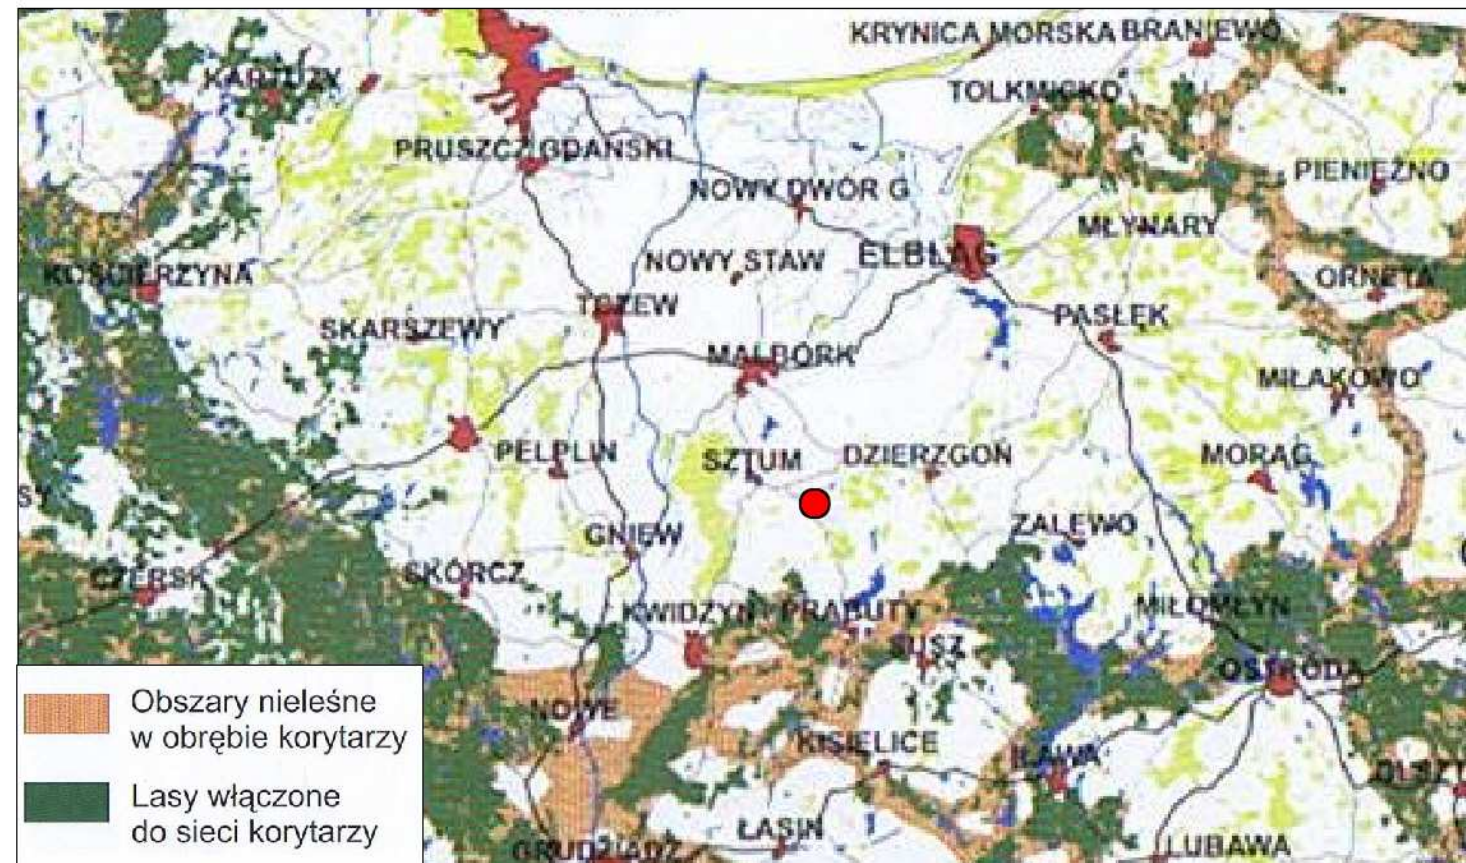 KRYNICA MORSKA BRANIEWO
KARTUZY
TOLKMICKO
PRUSZCZ GDAŃSKI
PIENIĘŻNO
NOWY DWÓR G
MŁYNARY
NOWY STAW
ELBLĄG
KOŚCIERZYNA
ORNETA
TCZEW
PASŁĘK
SKARSZEWY
MALBORK
MIŁAKOWO
PELPLIN
SZTUM
DZIERZGOŃ
MORĄG
ZALEWO
GNIEW
CZERSK
SKÓRCZ
KWIDZYN
PRABUTY
MIŁOMŁYN
SUSZ
OSTRÓDA
Obszary nieleśne
w obrębie korytarzy
NOWE
KISIELICE
IŁAWA
Lasy włączone
do sieci korytarzy
ŁASIN
GRUDZIĄDZ
LUBAWA